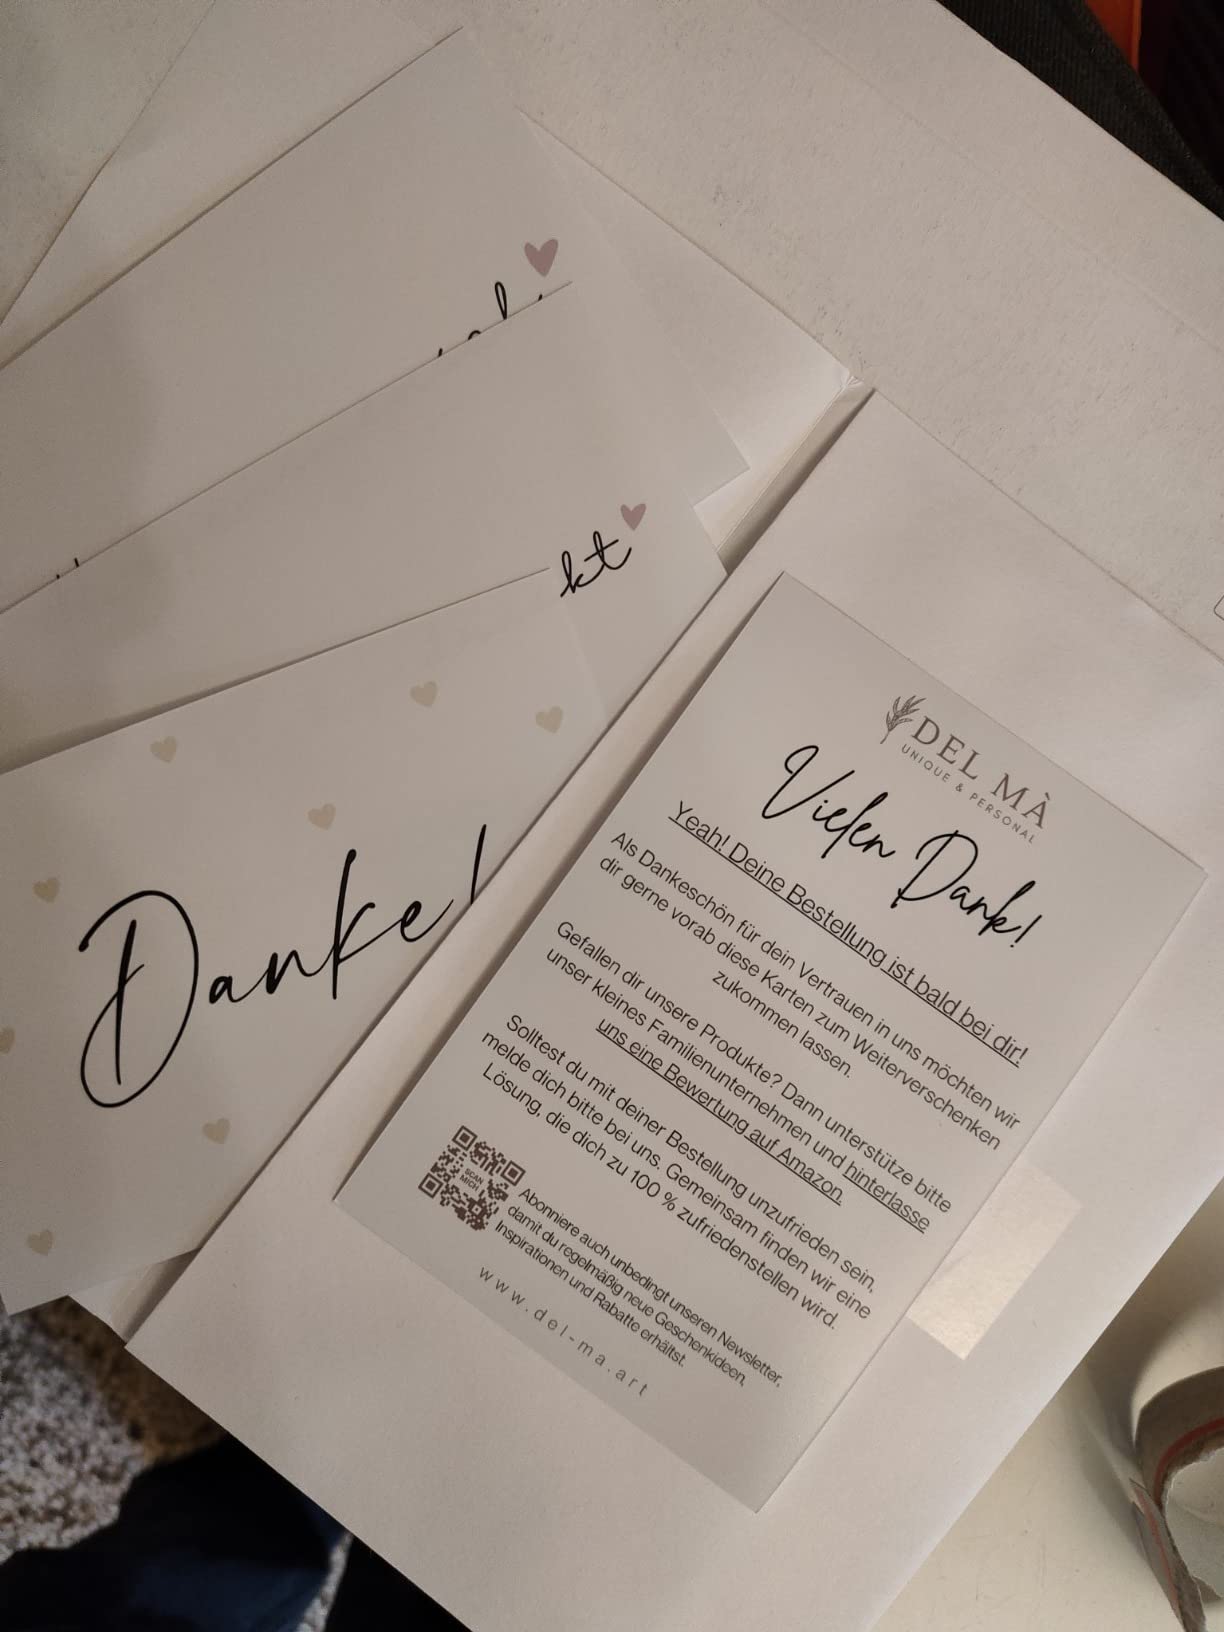 kt
Danke!
DEL MÀ
UNIQUE & PERSONAL
Vielen Dank!
Yeah! Deine Bestellung ist bald bei dir!
Als Dankeschön für dein Vertrauen in uns möchten wir
dir gerne vorab diese Karten zum Weiterverschenken
zukommen lassen.
Gefallen dir unsere Produkte? Dann unterstütze bitte
unser kleines Familienunternehmen und hinterlasse
uns eine Bewertung auf Amazon.
Solltest du mit deiner Bestellung unzufrieden sein,
melde dich bitte bei uns. Gemeinsam finden wir eine
Lösung, die dich zu 100 % zufriedenstellen wird.
SCAN
MICH
Abonniere auch unbedingt unseren Newsletter,
damit du regelmäßig neue Geschenkideen,
Inspirationen und Rabatte erhältst.
www.del-ma.art